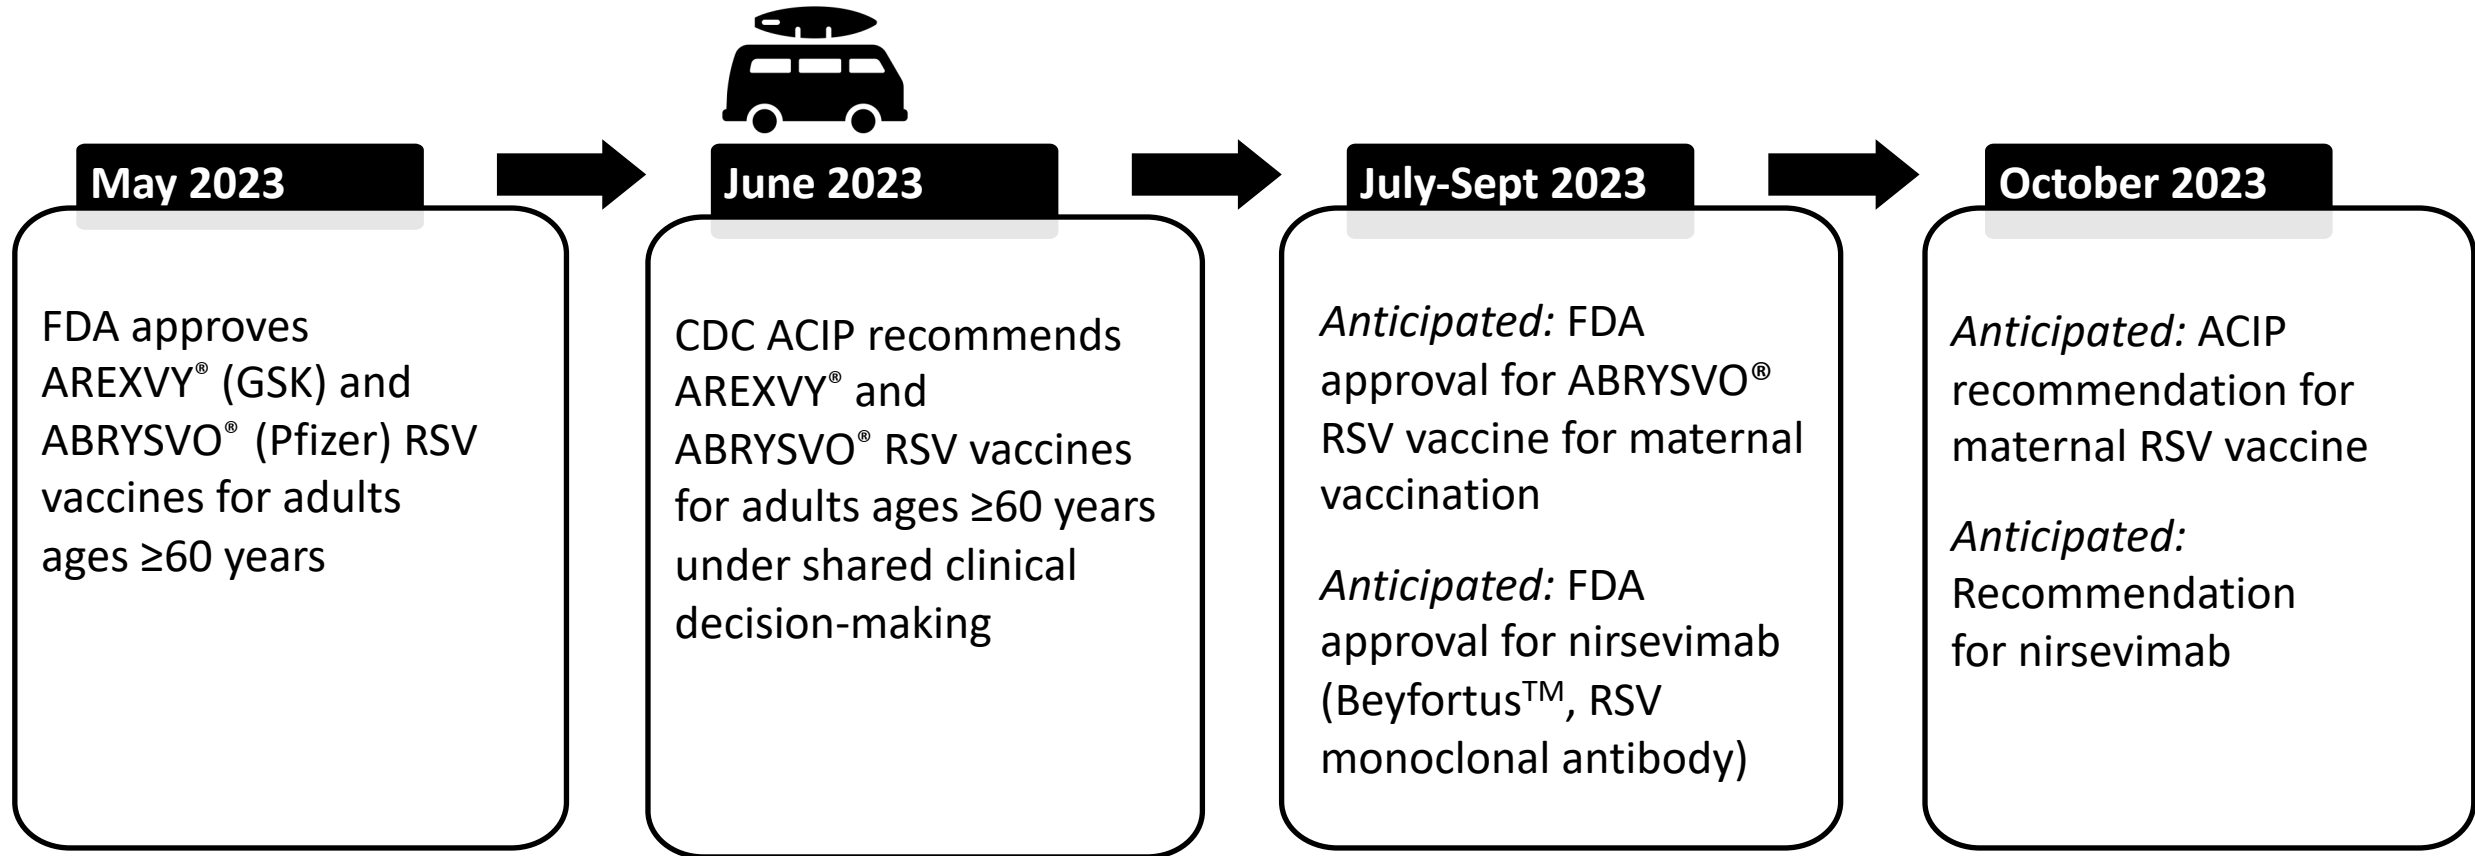 May 2023
FDA approves
AREXVY® (GSK) and
ABRYSVO® (Pfizer) RSV
vaccines for adults
ages ≥60 years
June 2023
CDC ACIP recommends
AREXVY® and
ABRYSVO® RSV vaccines
for adults ages ≥60 years
under shared clinical
decision-making
July-Sept 2023
Anticipated: FDA
approval for ABRYSVO®
RSV vaccine for maternal
vaccination
Anticipated: FDA
approval for nirsevimab
(Beyfortus™, RSV
monoclonal antibody)
October 2023
Anticipated: ACIP
recommendation for
maternal RSV vaccine
Anticipated:
Recommendation
for nirsevimab